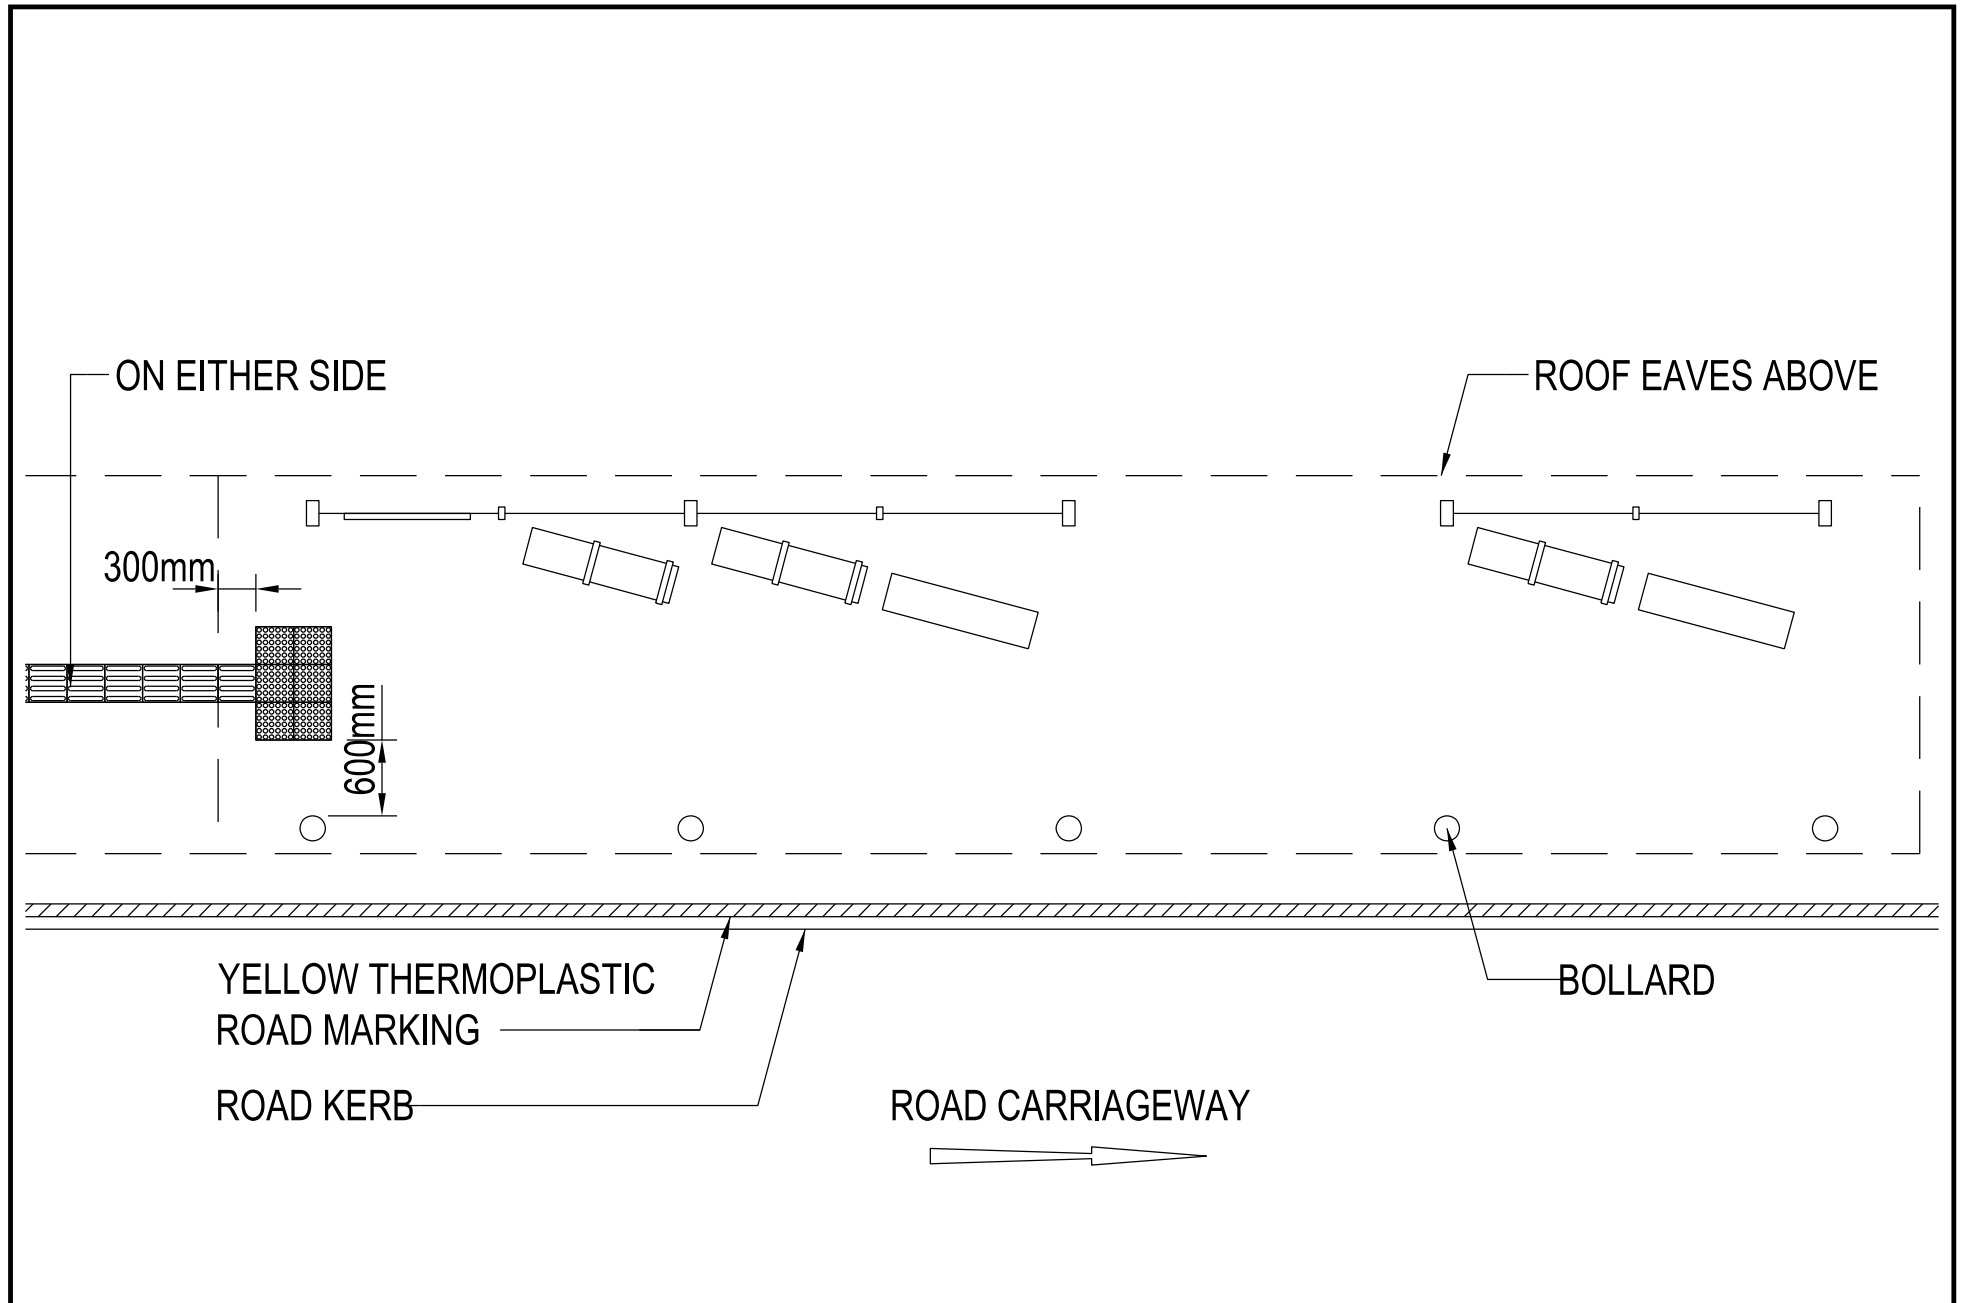 ON EITHER SIDE
ROOF EAVES ABOVE
300mm
600mm
YELLOW THERMOPLASTIC
ROAD MARKING
BOLLARD
ROAD KERB
ROAD CARRIAGEWAY